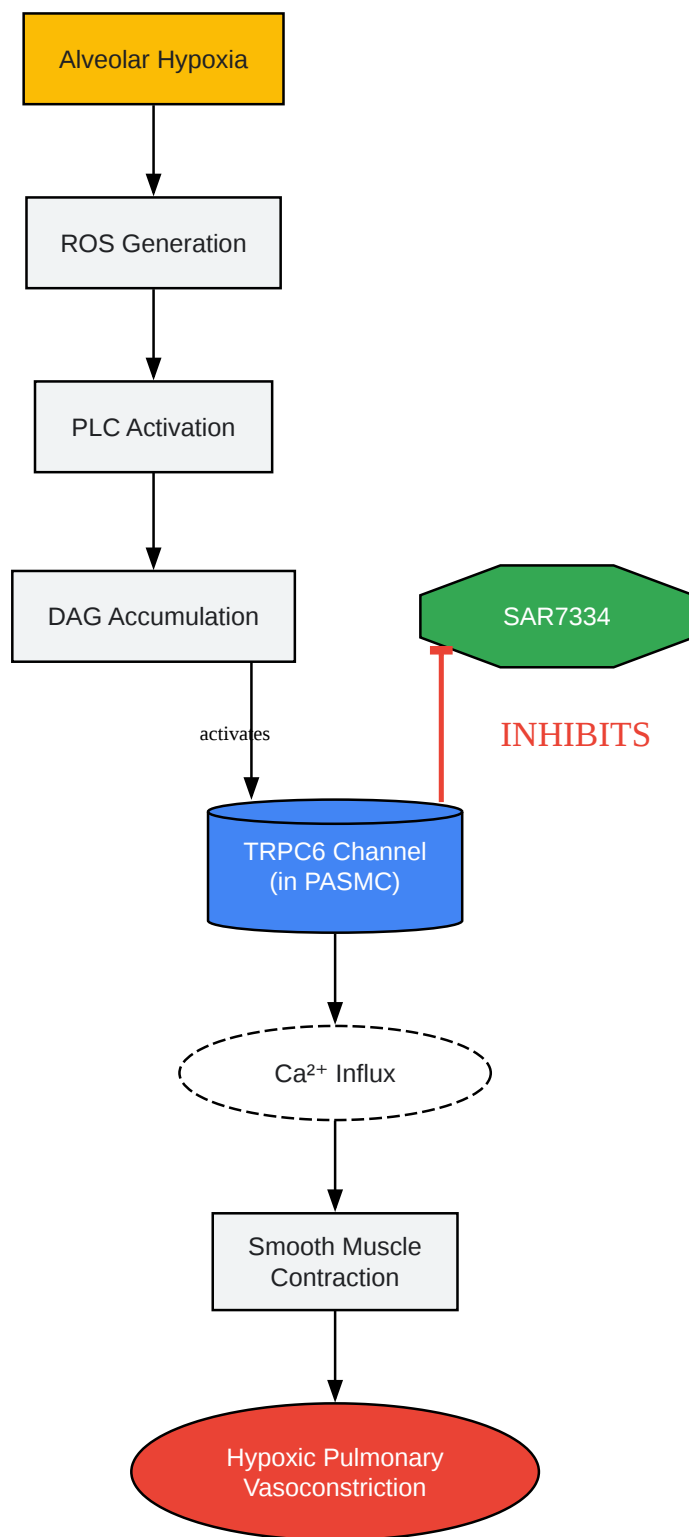 Alveolar Hypoxia
ROS Generation
PLC Activation
DAG Accumulation
SAR7334
activates
INHIBITS
TRPC6 Channel
(in PASMC)
Ca²⁺ Influx
Smooth Muscle
Contraction
Hypoxic Pulmonary
Vasoconstriction